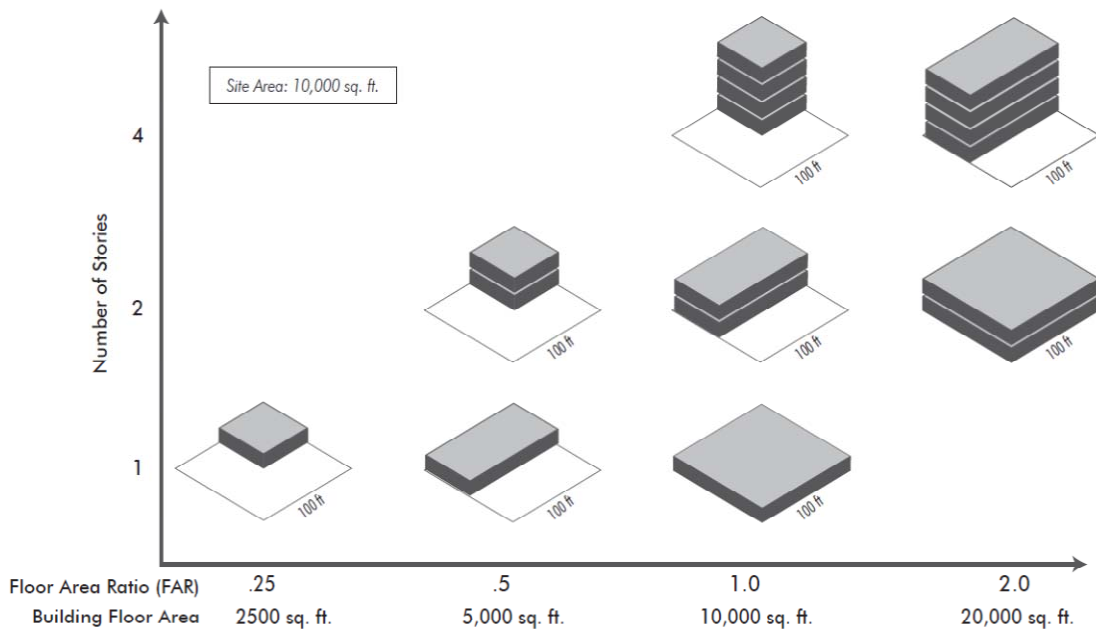 Site Area: 10,000 sq. ft.
4
100 ft
100 ft
Number of Stories
2
100 ft
100 ft
100 ft
1
100 ft
100 ft
100 ft
Floor Area Ratio (FAR) .25 .5 1.0 2.0
Building Floor Area 2500 sq. ft. 5,000 sq. ft. 10,000 sq. ft. 20,000 sq. ft.